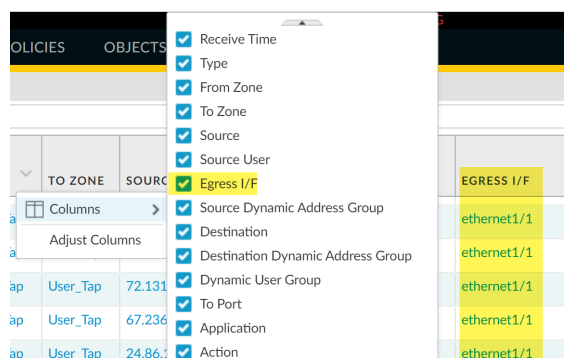 OLICIES OBJECTS G
Receive Time
Type
From Zone
To Zone
Source
Source User
Egress I/F
Source Dynamic Address Group
Destination
Destination Dynamic Address Group
Dynamic User Group
To Port
Application
Action
TO ZONE SOURC EGRESS I/F
Columns
Adjust Columns
ethernet1/1
ethernet1/1
ap User_Tap 72.131 ethernet1/1
ap User_Tap 67.236 ethernet1/1
ap User_Tap 24.86.1 ethernet1/1